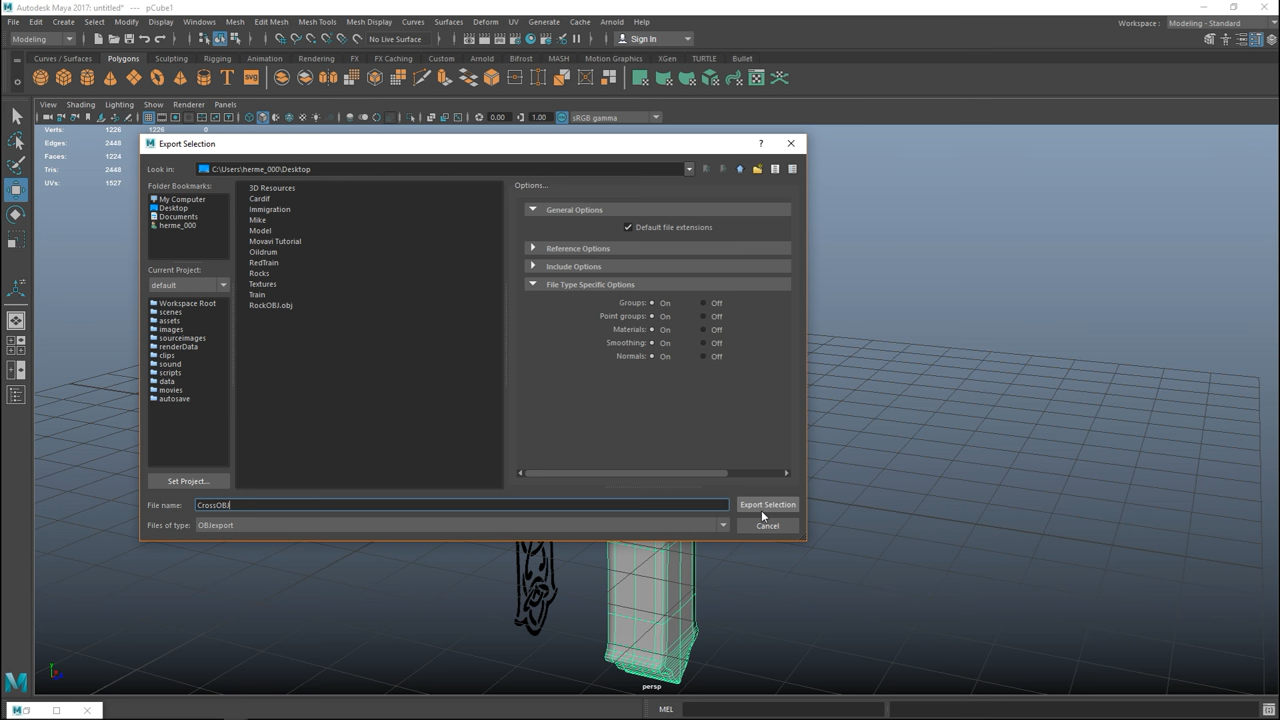 Autodesk Maya 2017: untitled*   ---   pCube1
File Edit Create Select Modify Display Windows Mesh Edit Mesh Mesh Tools Mesh Display Curves Surfaces Deform UV Generate Cache Arnold Help Workspace : Modeling - Standard
Modeling No Live Surface Sign In
Curves / Surfaces Polygons Sculpting Rigging Animation Rendering FX FX Caching Custom Arnold Bifrost MASH Motion Graphics XGen TURTLE Bullet
T svg
View Shading Lighting Show Renderer Panels
0.00 1.00 sRGB gamma
Verts: 1226 1226 0
Edges: 2448
Faces: 1224
Tris: 2448
UVs: 1527
Export Selection ?
Look in: C:\Users\herme_000\Desktop
Folder Bookmarks:
My Computer
Desktop
Documents
herme_000
Current Project:
default
Workspace Root
scenes
assets
images
sourceimages
renderData
clips
sound
scripts
data
movies
autosave
Set Project...
3D Resources
Cardif
Immigration
Mike
Model
Movavi Tutorial
Oildrum
RedTrain
Rocks
Textures
Train
RockOBJ.obj
Options...
General Options
Default file extensions
Reference Options
Include Options
File Type Specific Options
Groups: On Off
Point groups: On Off
Materials: On Off
Smoothing: On Off
Normals: On Off
File name: CrossOBJ Export Selection
Files of type: OBJexport Cancel
persp
MEL